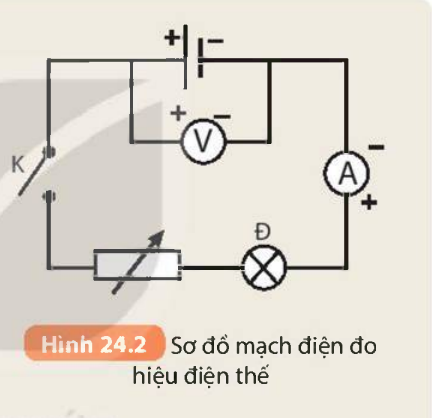 + −
+ −
V
K
−
A
+
Đ
Hình 24.2 Sơ đồ mạch điện đo
hiệu điện thế